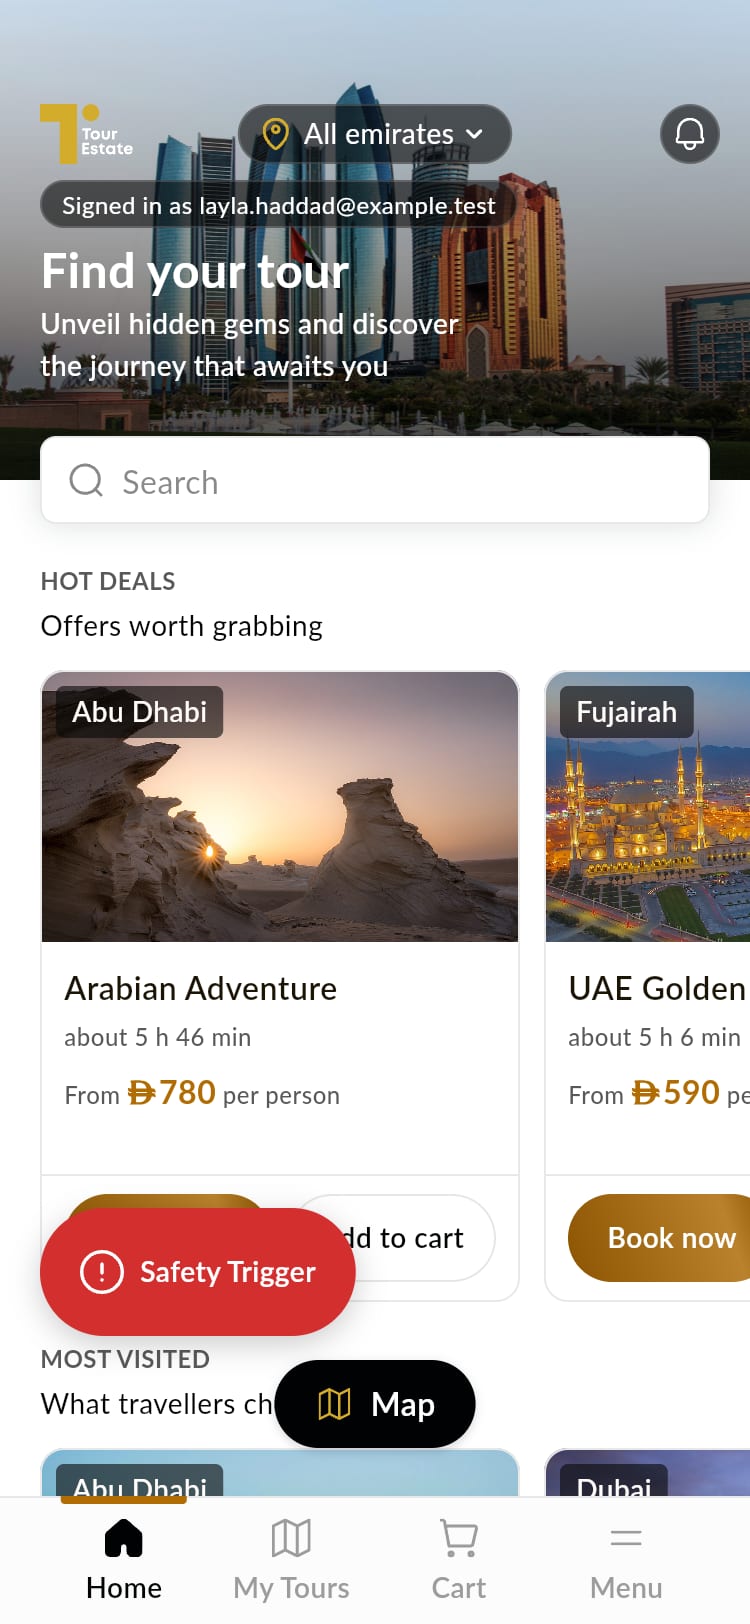 Tour
Estate
All emirates
Signed in as layla.haddad@example.test
Find your tour
Unveil hidden gems and discover
the journey that awaits you
Search
HOT DEALS
Offers worth grabbing
Abu Dhabi
Fujairah
Arabian Adventure
about 5 h 46 min
From 780 per person
UAE Golden
about 5 h 6 min
From 590 pe
dd to cart
Book now
Safety Trigger
MOST VISITED
What travellers ch
Map
Abu Dhabi
Dubai
Home
My Tours
Cart
Menu